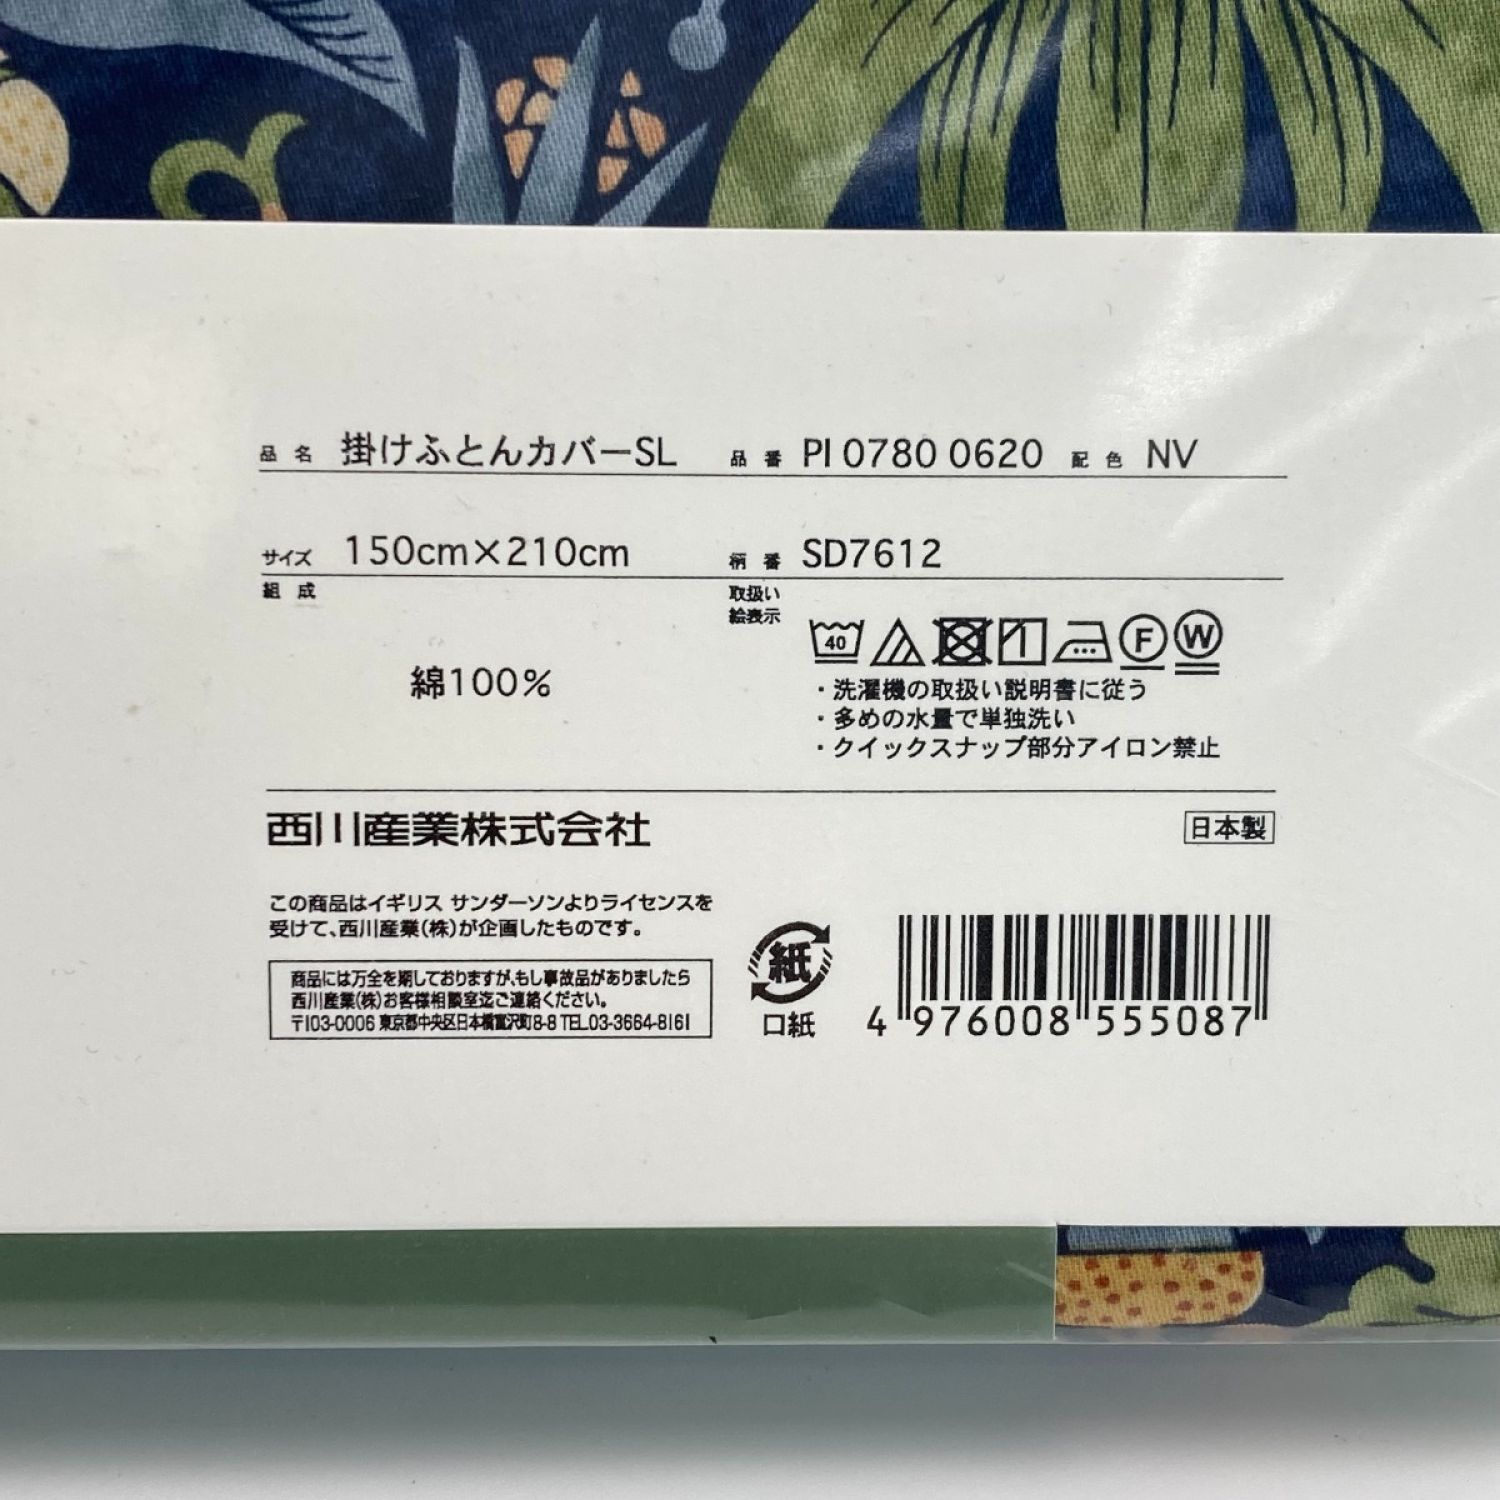 品名 掛けふとんカバーSL 品番 PI 0780 0620 配色 NV
サイズ 150cm×210cm 柄番 SD7612
組成 綿100%
取扱い
絵表示
40 F W
・洗濯機の取扱い説明書に従う
・多めの水量で単独洗い
・クイックスナップ部分アイロン禁止
西川産業株式会社
日本製
この商品はイギリス サンダーソンよりライセンスを
受けて、西川産業(株)が企画したものです。
商品には万全を期しておりますが、もし事故品がありましたら
西川産業(株)お客様相談室迄ご連絡ください。
〒103-0006 東京都中央区日本橋富沢町8-8 TEL.03-3664-8161
紙
口紙
4 976008 555087